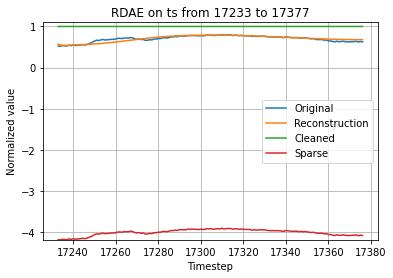 RDAE on ts from 17233 to 17377
Normalized value
1
0
−1
−2
−3
−4
Original
Reconstruction
Cleaned
Sparse
17240 17260 17280 17300 17320 17340 17360 17380
Timestep